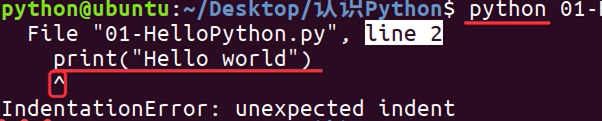 python@ubuntu:~/Desktop/认识Python$ python 01-
File "01-HelloPython.py", line 2
print("Hello world")
^
IndentationError: unexpected indent